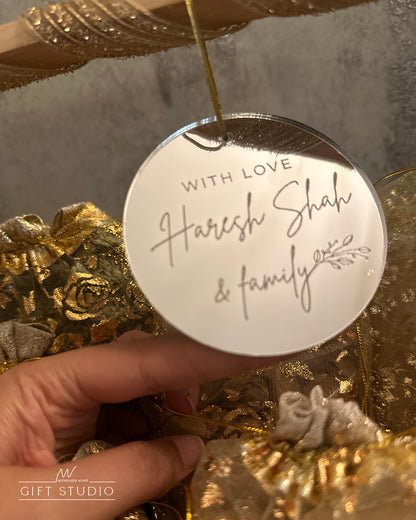 WITH LOVE
Haresh Shah
& family
GIFT STUDIO